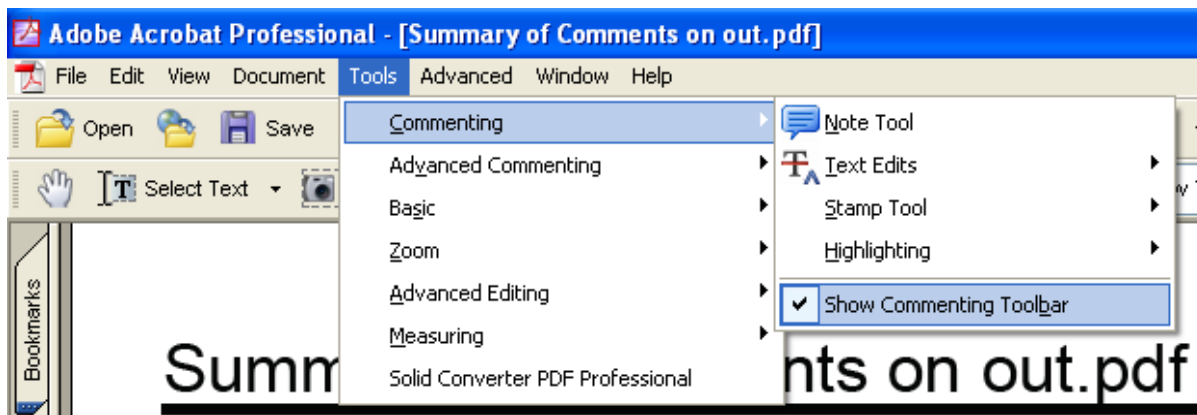 Adobe Acrobat Professional - [Summary of Comments on out.pdf]
File Edit View Document Tools Advanced Window Help
Open Save
Select Text
Commenting
Advanced Commenting
Basic
Zoom
Advanced Editing
Measuring
Solid Converter PDF Professional
Note Tool
Text Edits
Stamp Tool
Highlighting
Show Commenting Toolbar
Bookmarks
Summ nts on out.pdf